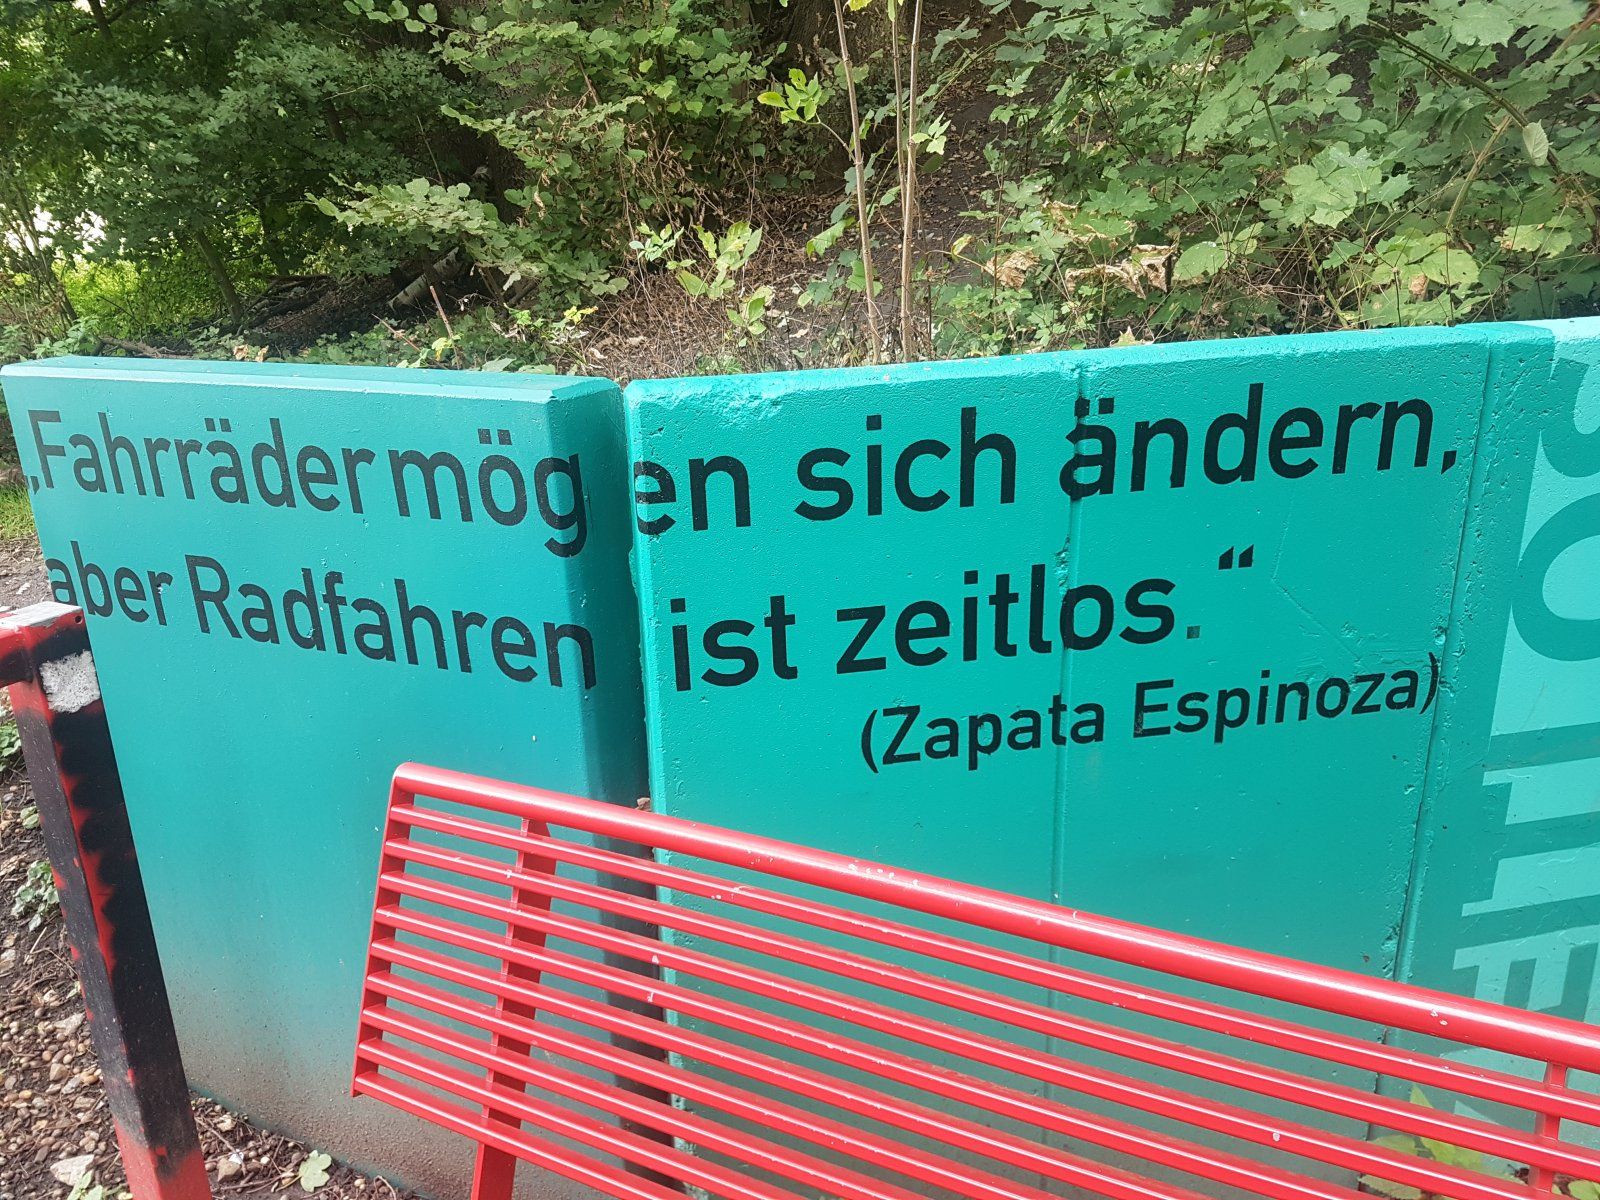 „Fahrräder mögen sich ändern,
aber Radfahren ist zeitlos.“
(Zapata Espinoza)